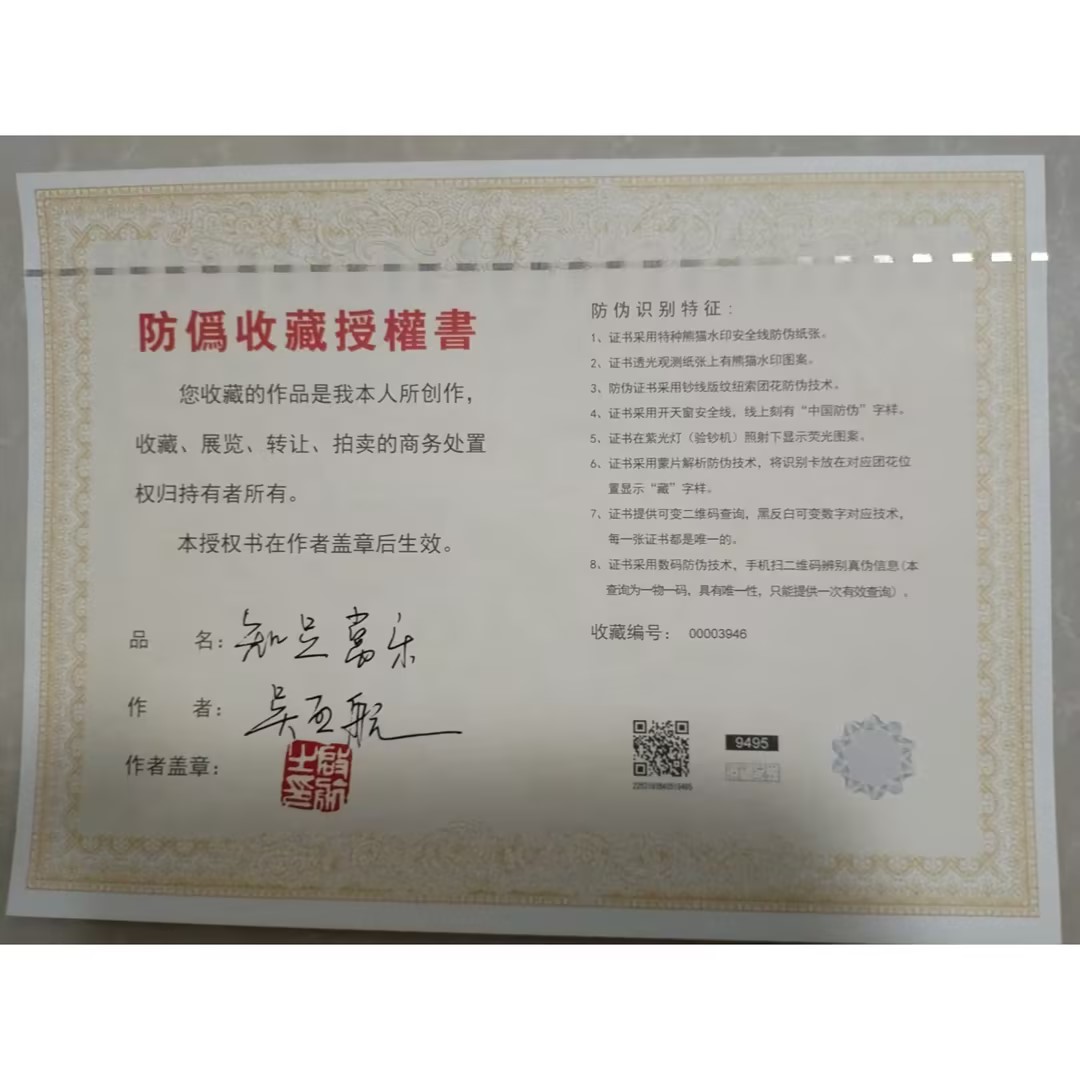 防僞收藏授權書
您收藏的作品是我本人所创作，
收藏、展览、转让、拍卖的商务处置
权归持有者所有。
本授权书在作者盖章后生效。
品 名：知足常乐
作 者：吴
作者盖章：
防伪识别特征：
1、证书采用特种熊猫水印安全线防伪纸张。
2、证书透光观测纸张上有熊猫水印图案。
3、防伪证书采用钞线版纹纽索团花防伪技术。
4、证书采用开天窗安全线，线上刻有“中国防伪”字样。
5、证书在紫光灯（验钞机）照射下显示荧光图案。
6、证书采用蒙片解析防伪技术，将识别卡放在对应团花位
置显示“藏”字样。
7、证书提供可变二维码查询，黑反白可变数字对应技术，
每一张证书都是唯一的。
8、证书采用数码防伪技术，手机扫二维码辨别真伪信息(本
查询为一物一码，具有唯一性，只能提供一次有效查询）。
收藏编号： 00003946
9495